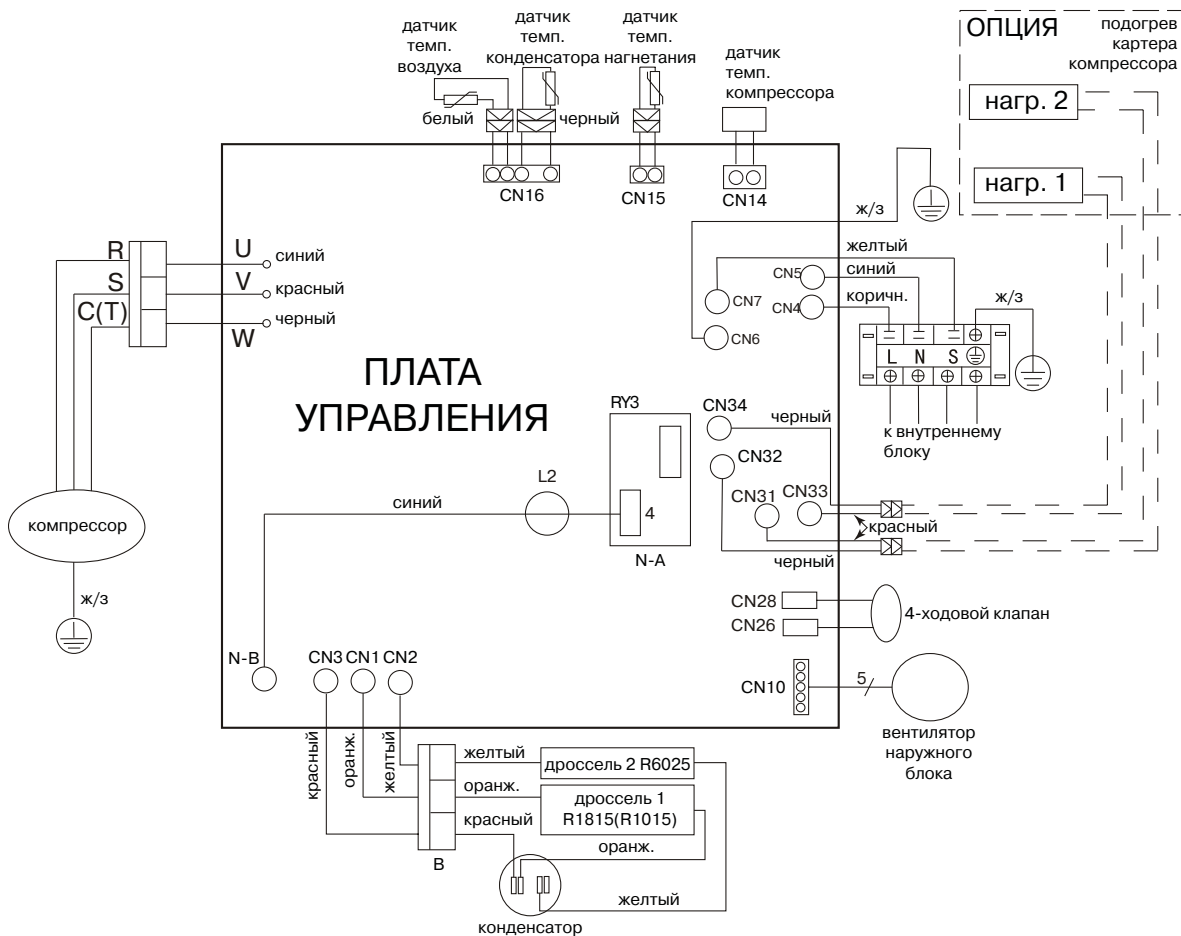 датчик
темп.
воздуха
датчик
темп.
конденсатора
датчик
темп.
нагнетания
датчик
темп.
компрессора
ОПЦИЯ
подогрев
картера
компрессора
нагр. 2
нагр. 1
белый
черный
CN16
CN15
CN14
ж/з
R
S
C(T)
U
V
W
синий
красный
черный
желтый
синий
коричн.
CN5
CN4
CN7
CN6
ж/з
L N S
к внутреннему
блоку
ПЛАТА
УПРАВЛЕНИЯ
RY3
4
N-A
L2
синий
CN34
черный
CN32
CN31
CN33
красный
черный
компрессор
ж/з
CN28
CN26
4-ходовой клапан
N-B
CN3
CN1
CN2
CN10
5
вентилятор
наружного
блока
красный
оранж.
желтый
желтый
оранж.
красный
B
дроссель 2 R6025
дроссель 1
R1815(R1015)
оранж.
желтый
конденсатор